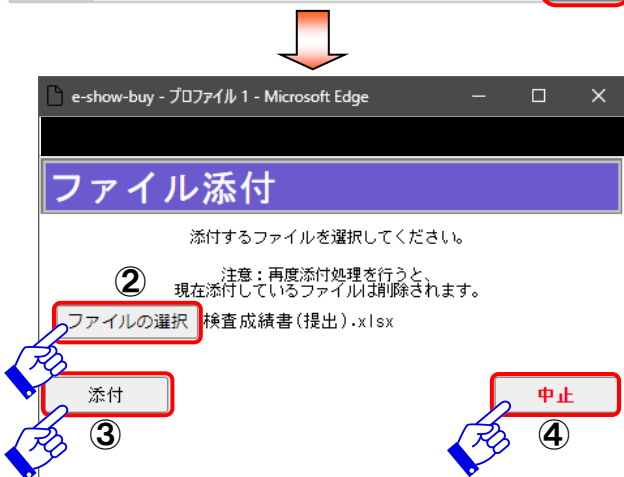 e-show-buy - プロファイル 1 - Microsoft Edge
ファイル添付
添付するファイルを選択してください。
注意：再度添付処理を行うと、
現在添付しているファイルは削除されます。
②
ファイルの選択 検査成績書(提出).xlsx
添付 中止
③ ④